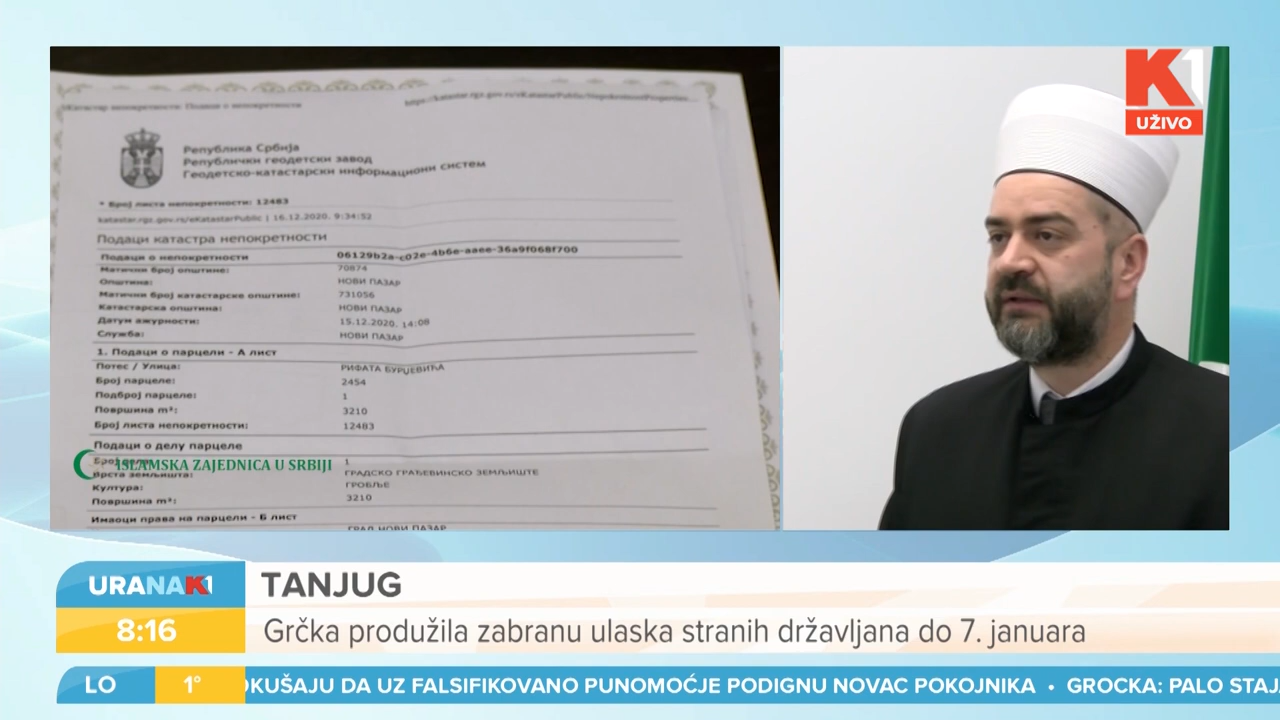 Катастар непокретности: Подаци о непокретности
Република Србија
Републички геодетски завод
Геодетско-катастарски информациони систем
* Број листа непокретности: 12483
katastar.rgz.gov.rs/eKatastarPublic | 16.12.2020. 9:34:52
Подаци катастра непокретности
Подаци о непокретности 06129b2a-c02e-4b6e-aaee-36a9f068f700
Матични број општине: 70874
Општина: НОВИ ПАЗАР
Матични број катастарске општине: 731056
Катастарска општина: НОВИ ПАЗАР
Датум ажурности: 15.12.2020. 14:08
Служба: НОВИ ПАЗАР
1. Подаци о парцели - А лист
Потес / Улица: РИФАТА БУРЏЕВИЋА
Број парцеле: 2454
Подброј парцеле: 1
Површина m²: 3210
Број листа непокретности: 12483
Подаци о делу парцеле
1
ISLAMSKA ZAJEDNICA U SRBIJI
Врста земљишта: ГРАДСКО ГРАЂЕВИНСКО ЗЕМЉИШТЕ
Култура: ГРОБЉЕ
Површина m²: 3210
Имаоци права на парцели - Б лист
ГРАД НОВИ ПАЗАР
K1
UŽIVO
URANAK1
8:16
TANJUG
Grčka produžila zabranu ulaska stranih državljana do 7. januara
LO 1°
OKUŠAJU DA UZ FALSIFIKOVANO PUNOMOĆJE PODIGNU NOVAC POKOJNIKA • GROCKA: PALO STAJ